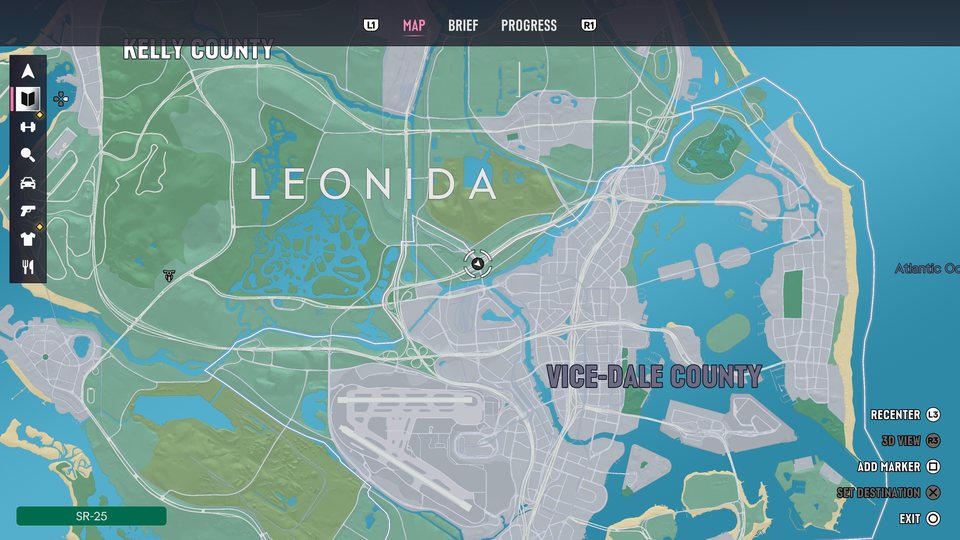 L1 MAP BRIEF PROGRESS R1
KELLY COUNTY
LEONIDA
Atlantic Oc
VICE-DALE COUNTY
RECENTER L3
3D VIEW R3
ADD MARKER
SET DESTINATION
EXIT
SR-25